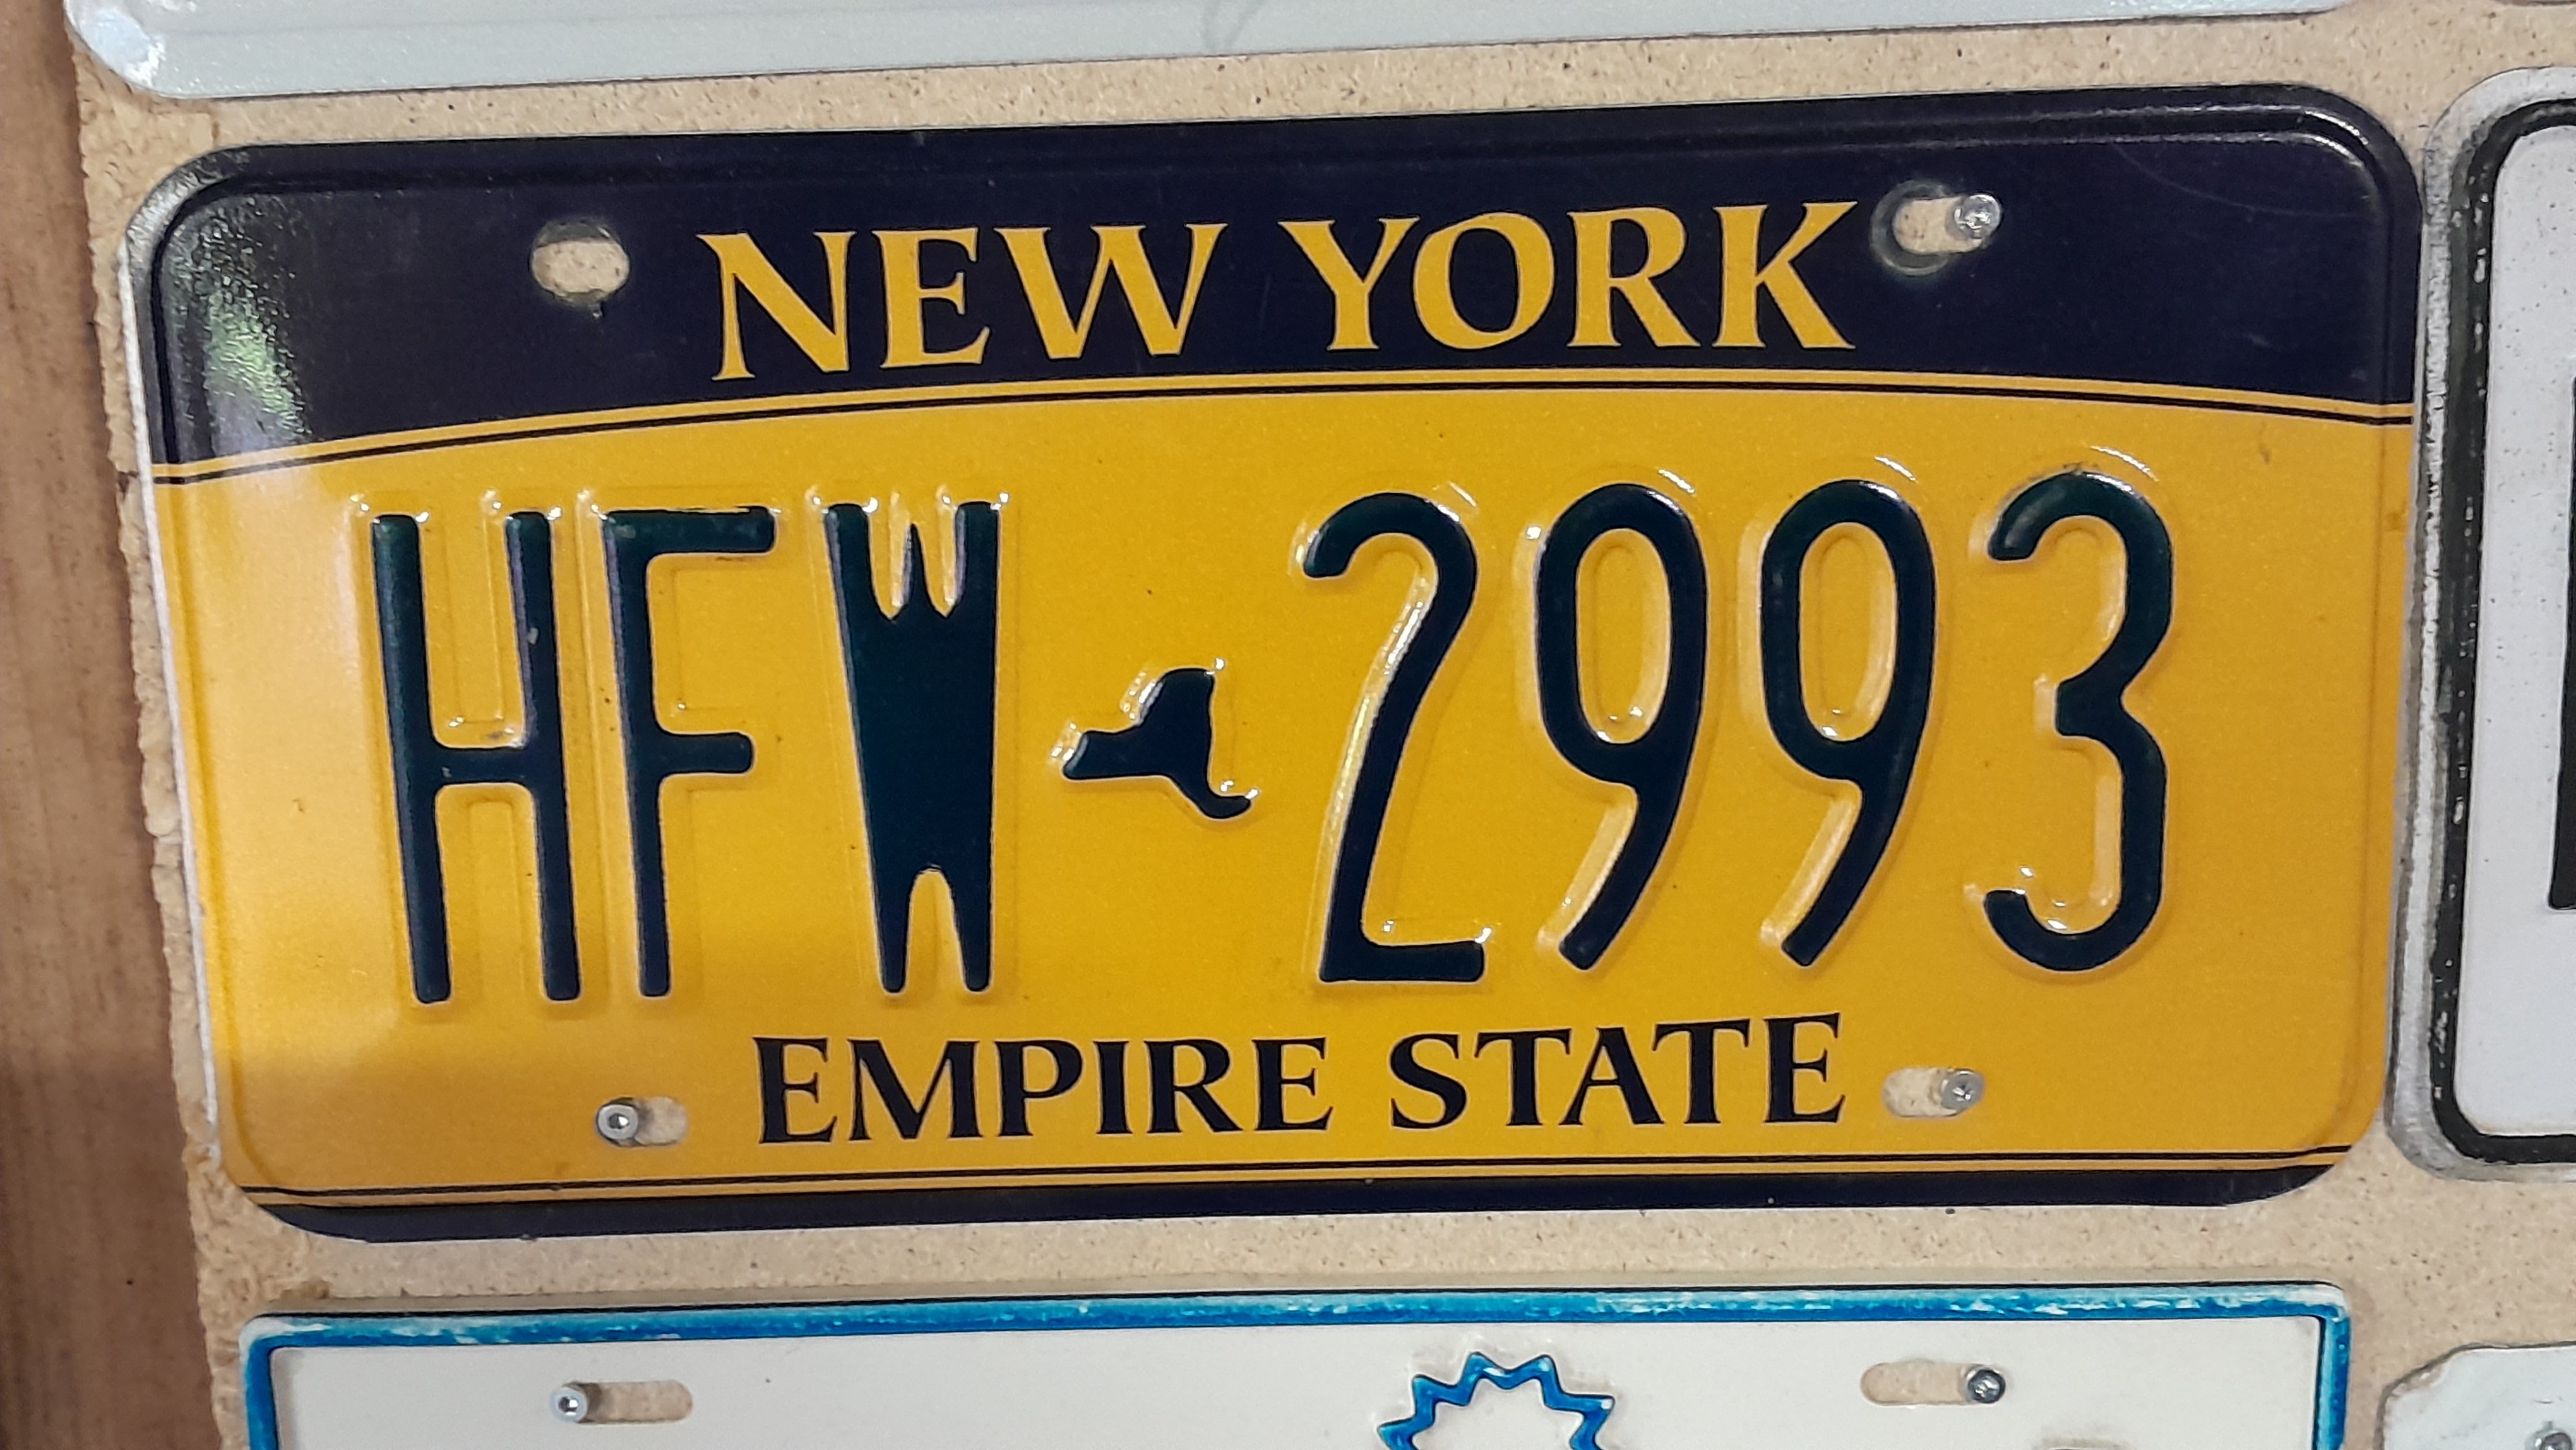 NEW YORK
HFW 2993
EMPIRE STATE